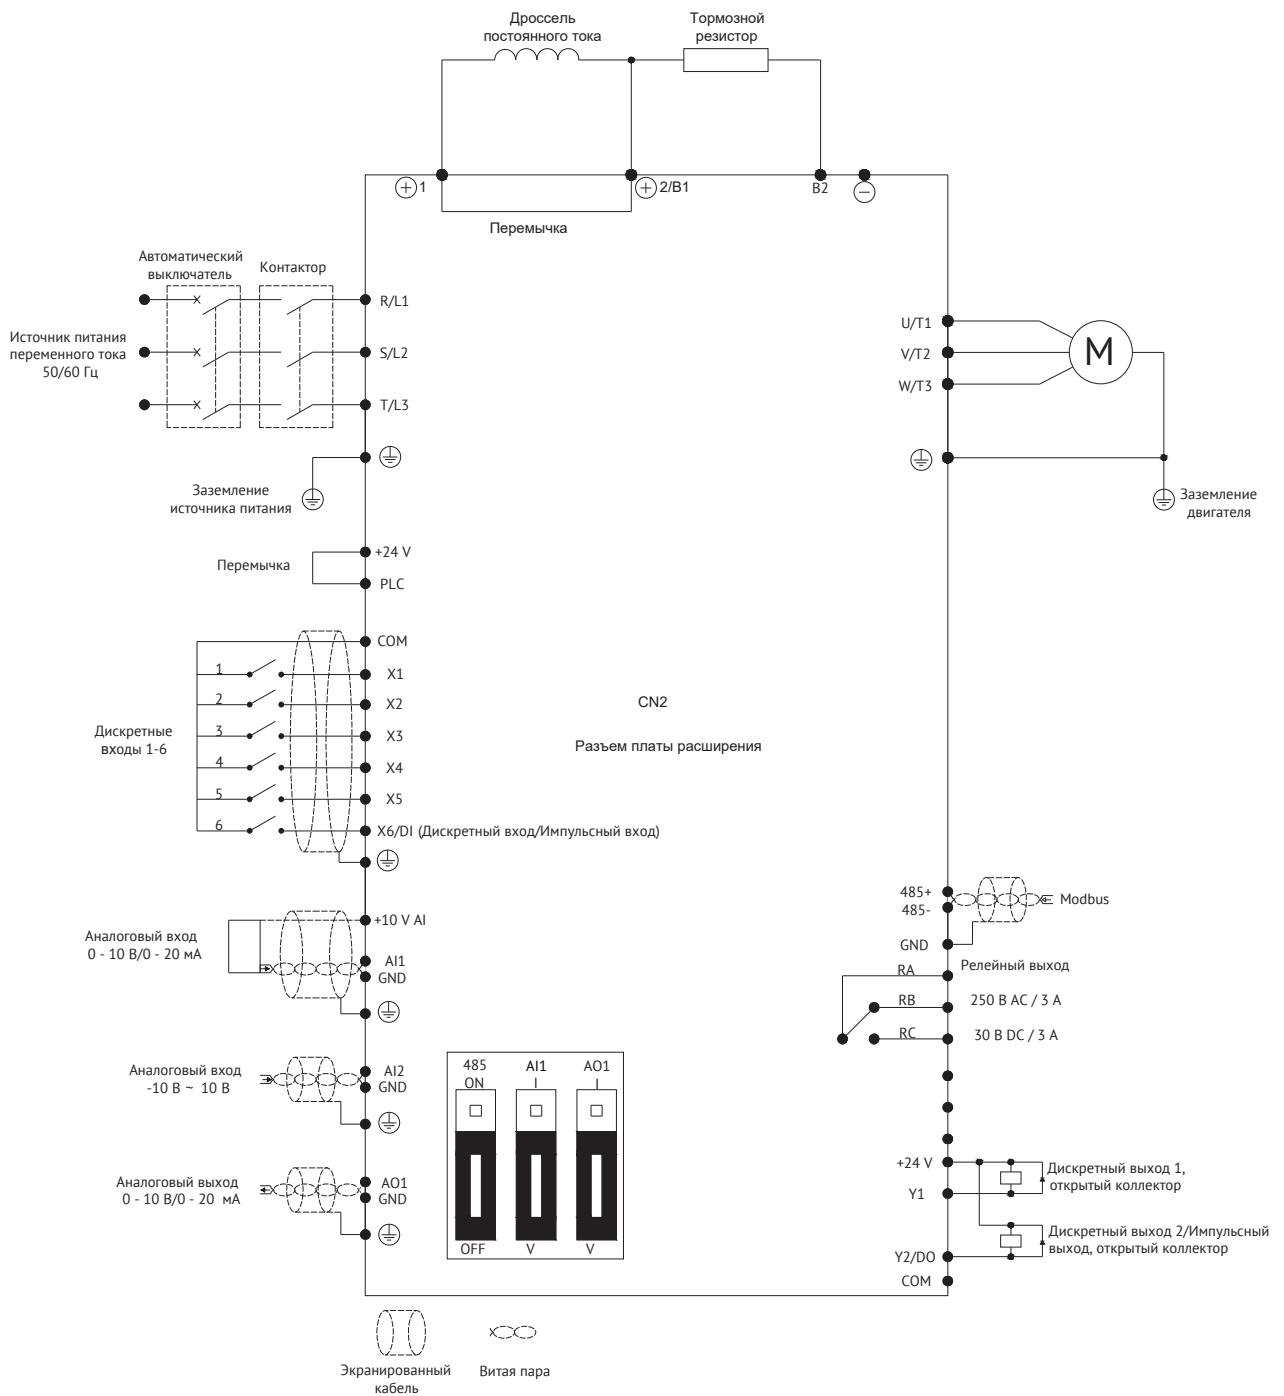 Дроссель
постоянного тока
Тормозной
резистор
+ 1
+ 2/B1
B2
−
Перемычка
Автоматический
выключатель
Контактор
R/L1
Источник питания
переменного тока
50/60 Гц
S/L2
T/L3
U/T1
V/T2
W/T3
M
Заземление
источника питания
Заземление
двигателя
+24 V
Перемычка
PLC
COM
1
X1
2
X2
3
X3
Дискретные
входы 1-6
4
X4
5
X5
6
X6/DI (Дискретный вход/Импульсный вход)
CN2
Разъем платы расширения
485+
485-
Modbus
GND
+10 V AI
Аналоговый вход
0 - 10 В/0 - 20 мА
AI1
GND
RA
Релейный выход
RB
250 В AC / 3 А
RC
30 В DC / 3 А
Аналоговый вход
-10 В ~ 10 В
AI2
GND
Аналоговый выход
0 - 10 В/0 - 20 мА
AO1
GND
485
ON
AI1
I
AO1
I
OFF
V
V
+24 V
Y1
Дискретный выход 1,
открытый коллектор
Y2/DO
Дискретный выход 2/Импульсный
выход, открытый коллектор
COM
Экранированный
кабель
Витая пара